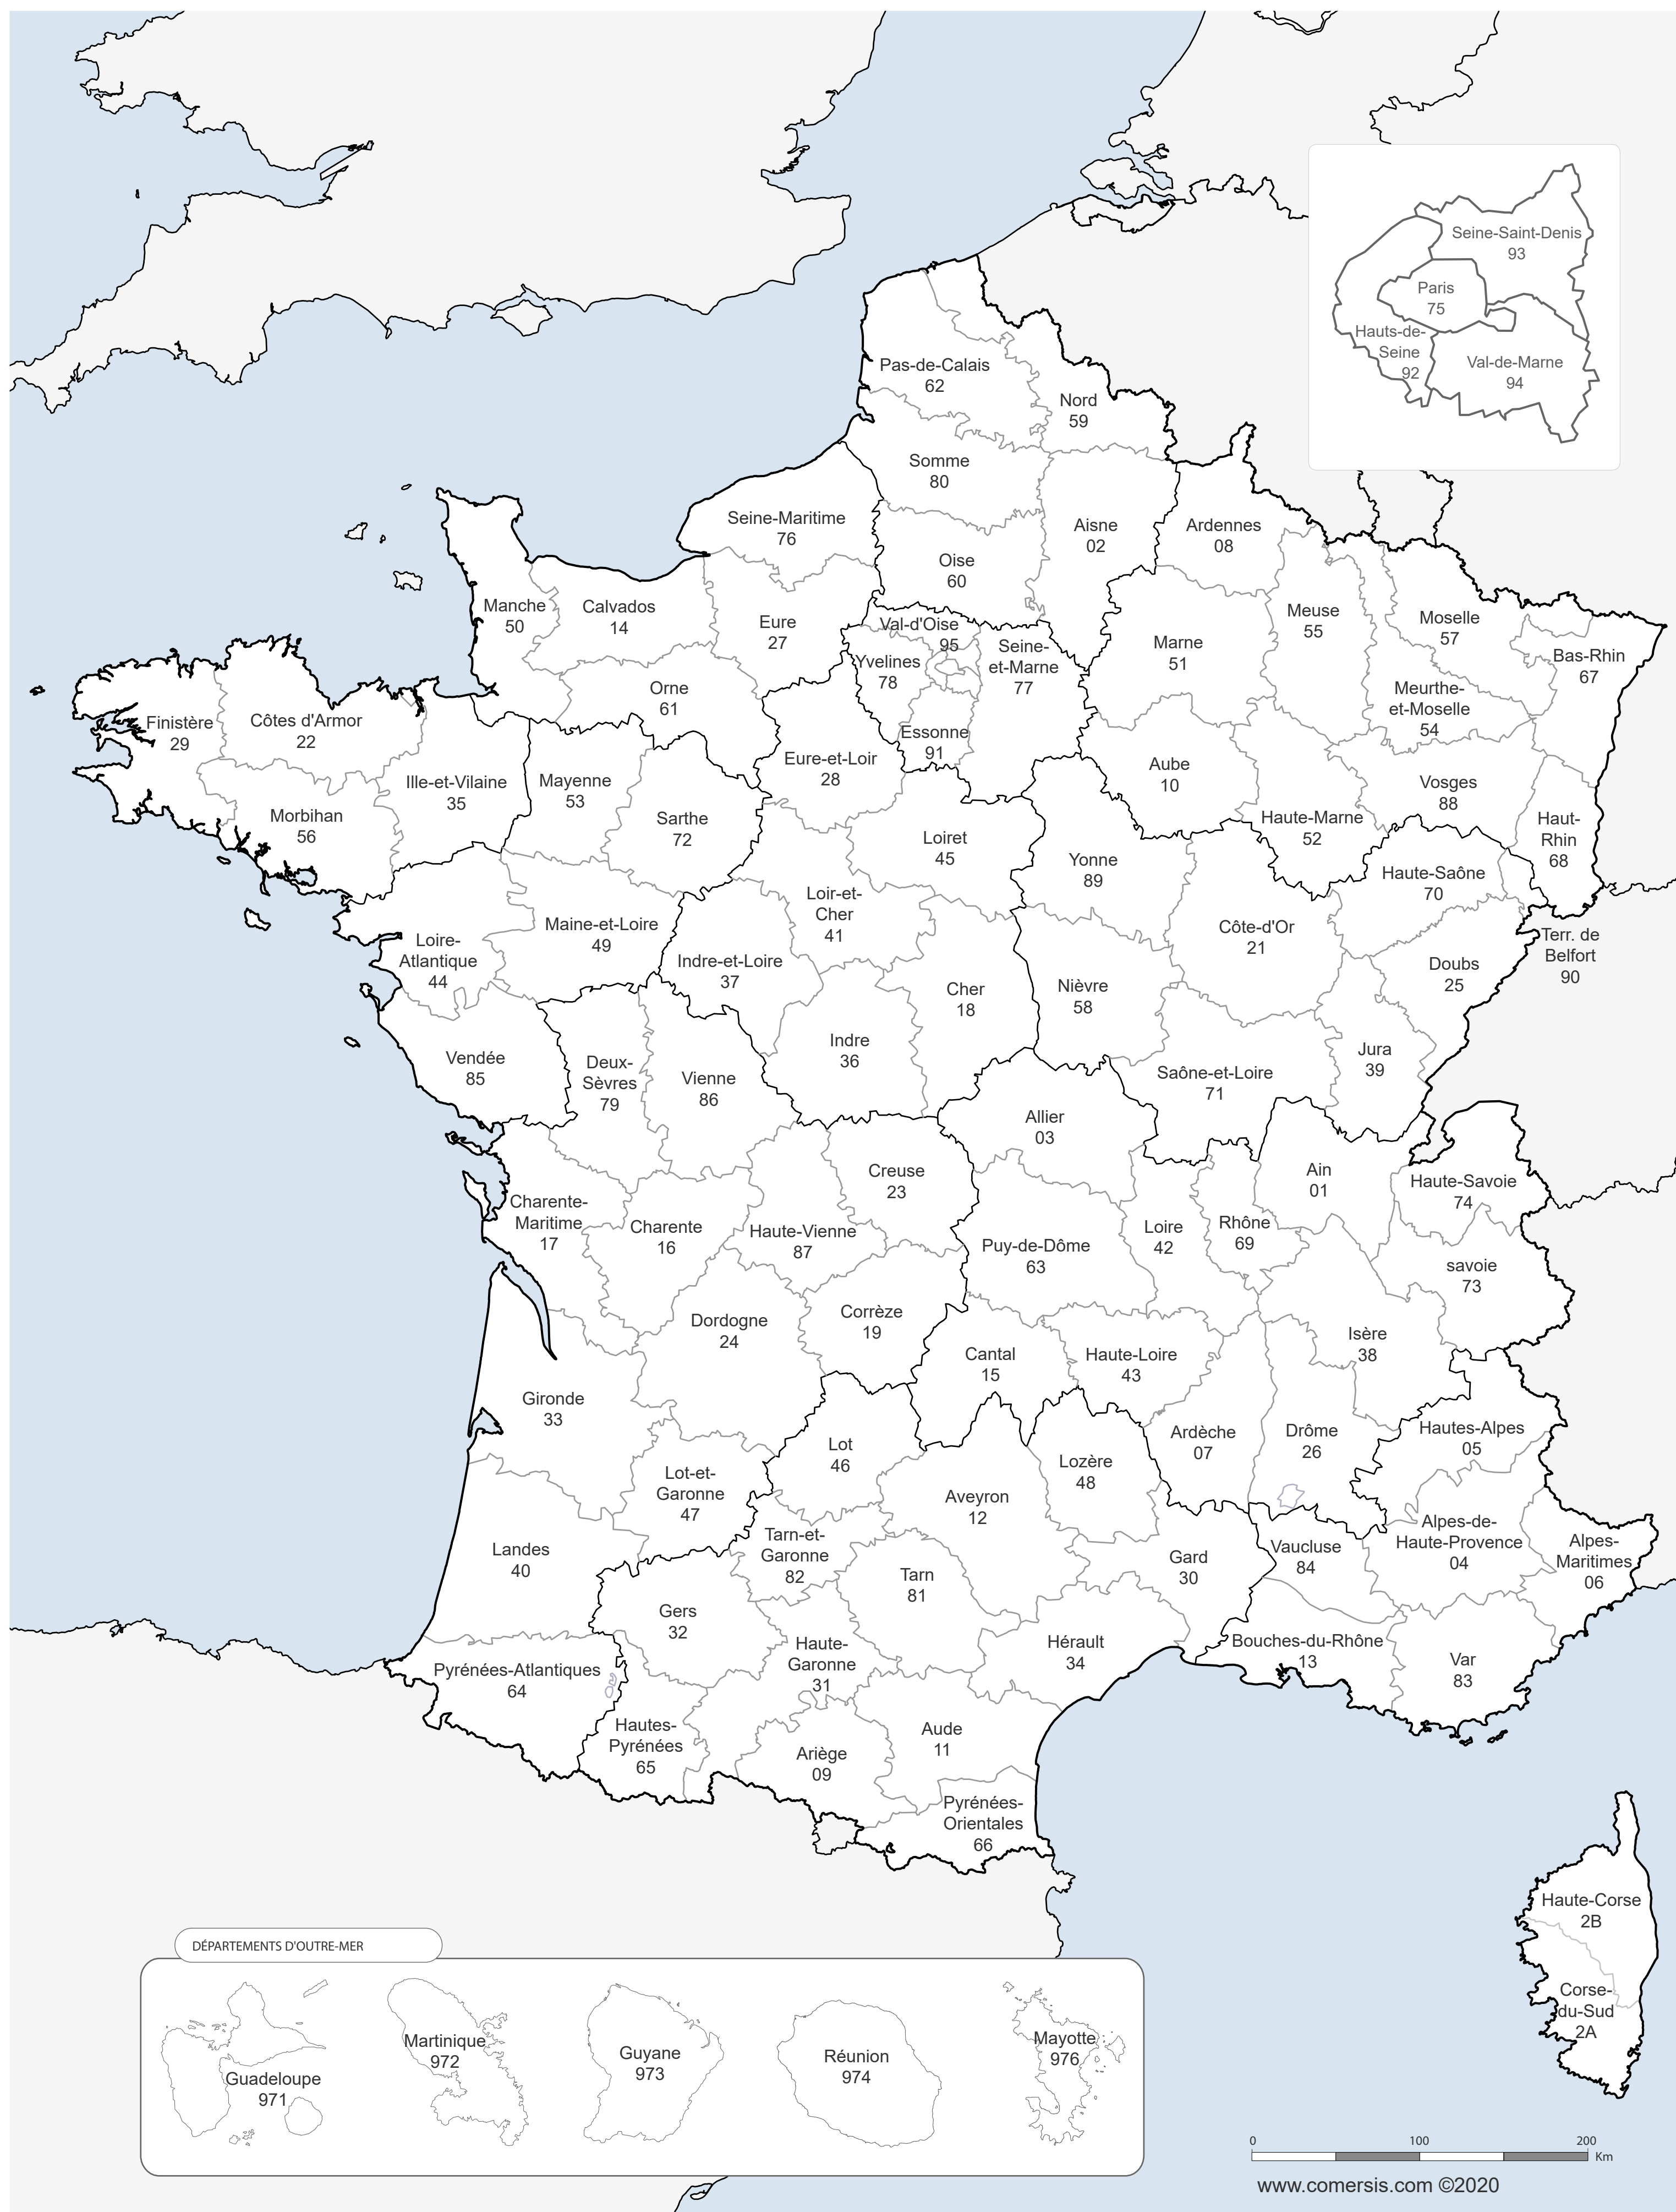 Seine-Saint-Denis
93
Paris
75
Hauts-de-
Seine
92
Val-de-Marne
94
Pas-de-Calais
62
Nord
59
Somme
80
Seine-Maritime
76
Aisne
02
Ardennes
08
Oise
60
Manche
50
Calvados
14
Eure
27
Val-d'Oise
95
Seine-
et-Marne
77
Yvelines
78
Essonne
91
Marne
51
Meuse
55
Moselle
57
Bas-Rhin
67
Meurthe-
et-Moselle
54
Orne
61
Finistère
29
Côtes d'Armor
22
Ille-et-Vilaine
35
Morbihan
56
Mayenne
53
Sarthe
72
Eure-et-Loir
28
Loiret
45
Aube
10
Haute-Marne
52
Vosges
88
Haut-
Rhin
68
Yonne
89
Haute-Saône
70
Terr. de
Belfort
90
Loire-
Atlantique
44
Maine-et-Loire
49
Indre-et-Loire
37
Loir-et-
Cher
41
Cher
18
Nièvre
58
Côte-d'Or
21
Doubs
25
Vendée
85
Deux-
Sèvres
79
Vienne
86
Indre
36
Saône-et-Loire
71
Jura
39
Allier
03
Creuse
23
Ain
01
Haute-Savoie
74
Charente-
Maritime
17
Charente
16
Haute-Vienne
87
Puy-de-Dôme
63
Loire
42
Rhône
69
savoie
73
Dordogne
24
Corrèze
19
Cantal
15
Haute-Loire
43
Isère
38
Gironde
33
Lot-et-
Garonne
47
Lot
46
Aveyron
12
Lozère
48
Ardèche
07
Drôme
26
Hautes-Alpes
05
Landes
40
Tarn-et-
Garonne
82
Tarn
81
Gard
30
Vaucluse
84
Alpes-de-
Haute-Provence
04
Alpes-
Maritimes
06
Gers
32
Haute-
Garonne
31
Hérault
34
Bouches-du-Rhône
13
Var
83
Pyrénées-Atlantiques
64
Hautes-
Pyrénées
65
Ariège
09
Aude
11
Pyrénées-
Orientales
66
Haute-Corse
2B
Corse-
du-Sud
2A
DÉPARTEMENTS D'OUTRE-MER
Guadeloupe
971
Martinique
972
Guyane
973
Réunion
974
Mayotte
976
0 100 200
Km
www.comersis.com ©2020